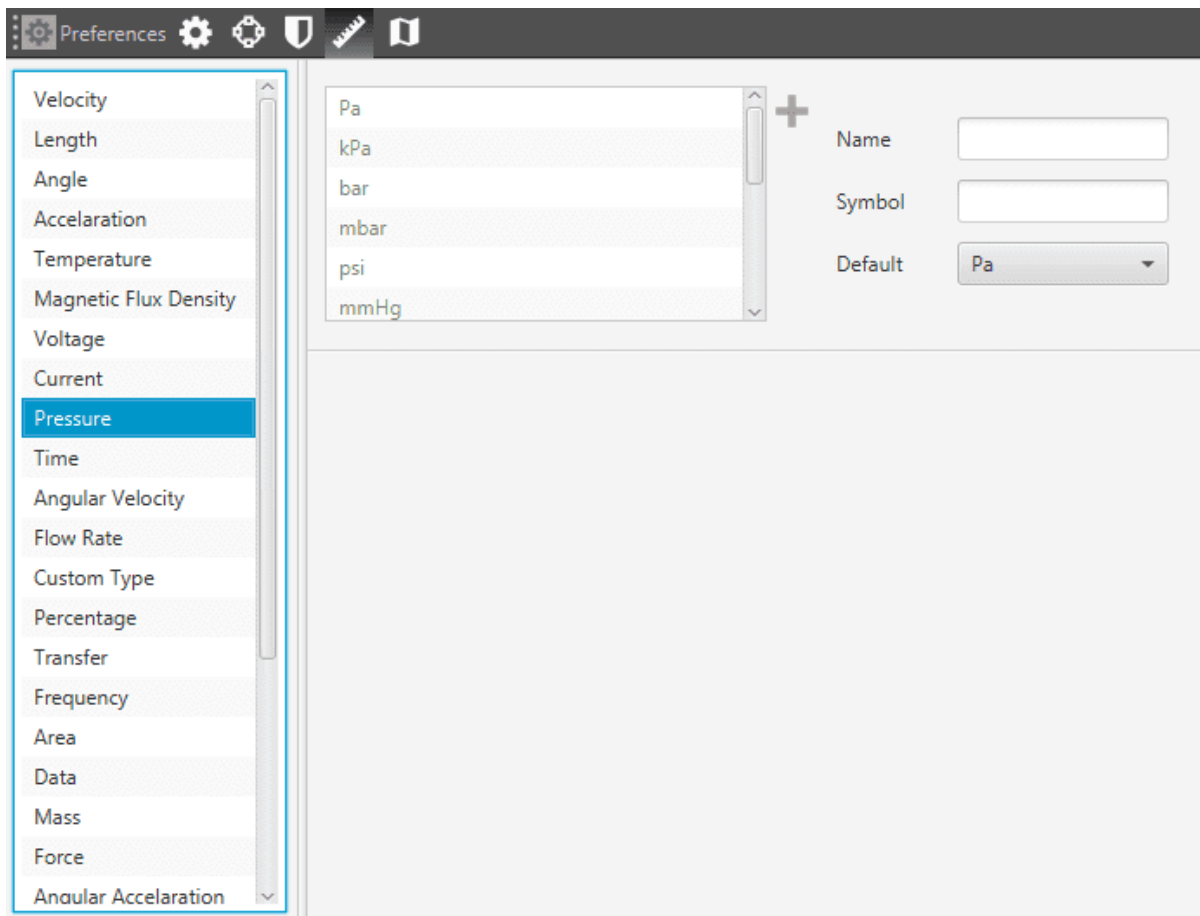 Preferences
Velocity
Length
Angle
Accelaration
Temperature
Magnetic Flux Density
Voltage
Current
Pressure
Time
Angular Velocity
Flow Rate
Custom Type
Percentage
Transfer
Frequency
Area
Data
Mass
Force
Angular Accelaration
Pa
kPa
bar
mbar
psi
mmHg
Name
Symbol
Default Pa